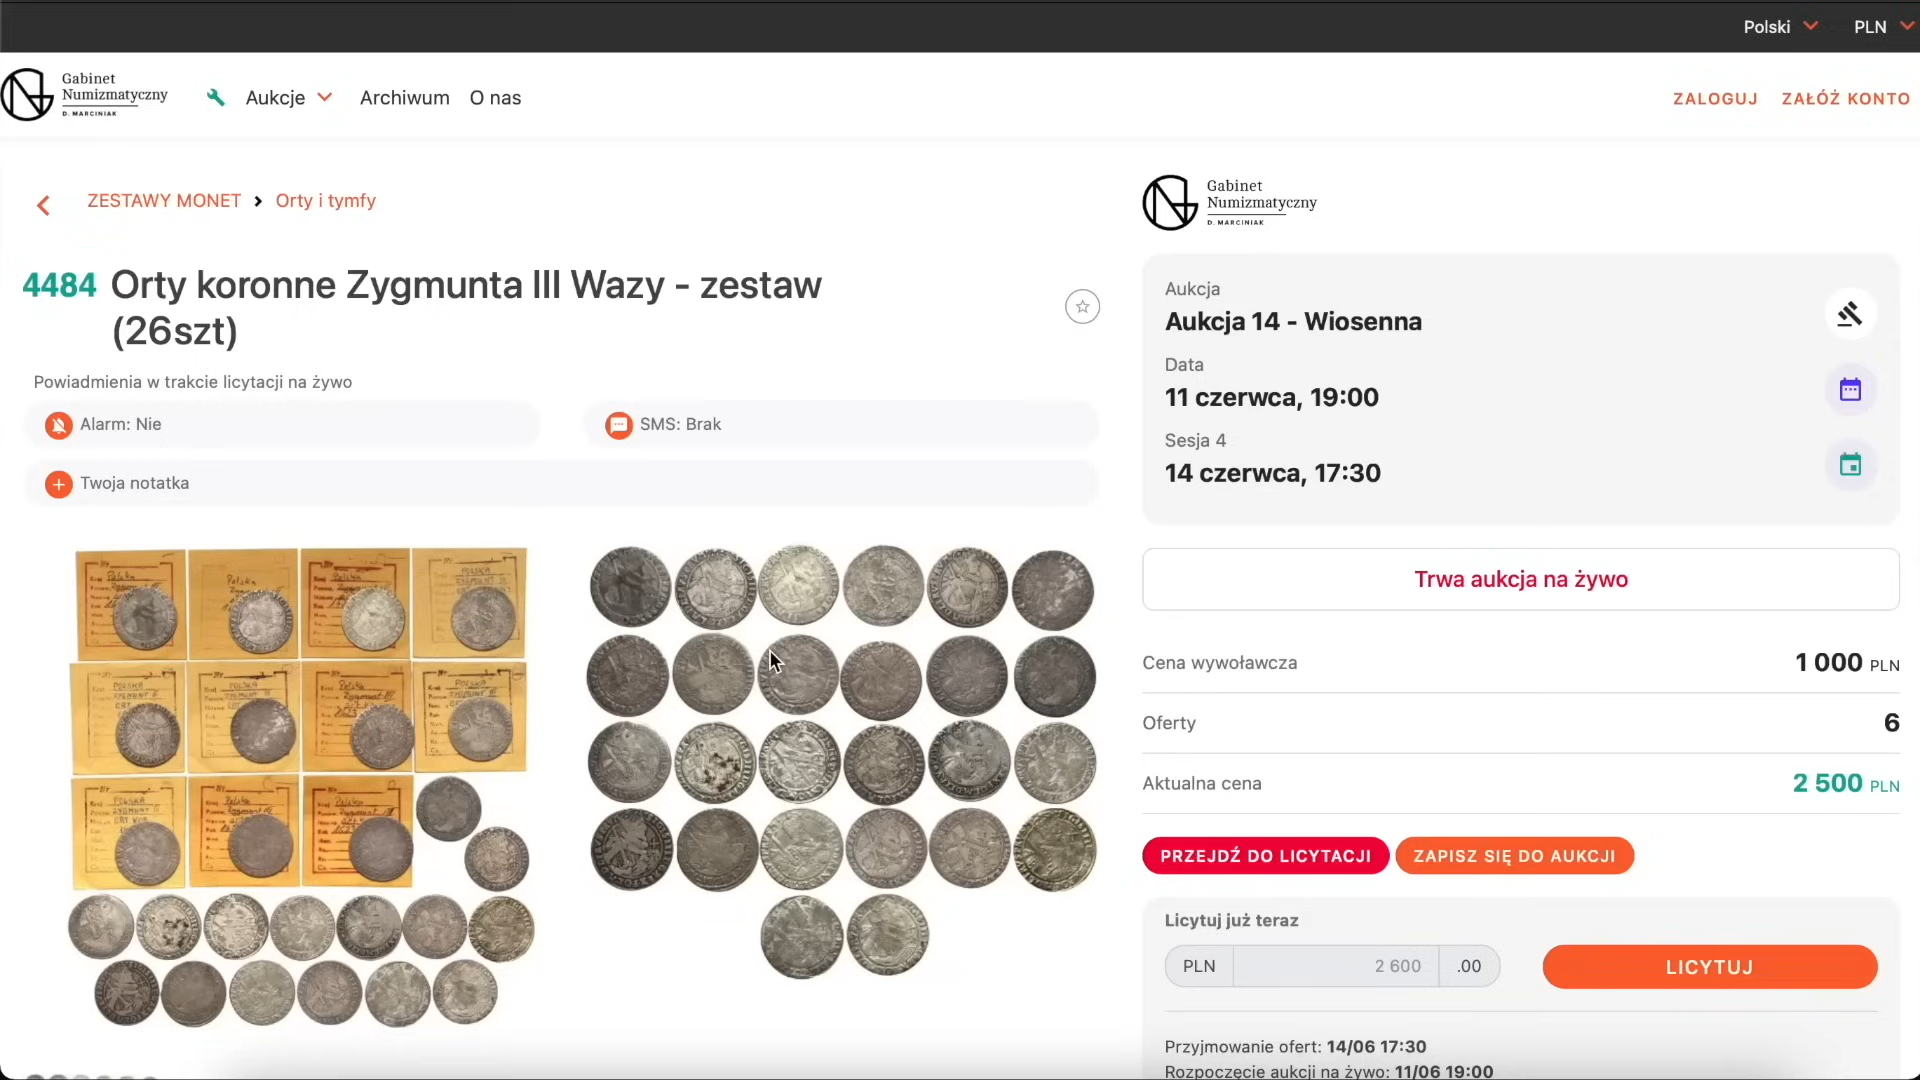 Polski
PLN
Gabinet
Numizmatyczny
D. MARCINIAK
Aukcje
Archiwum
O nas
ZALOGUJ
ZAŁÓŻ KONTO
ZESTAWY MONET > Orty i tymfy
4484 Orty koronne Zygmunta III Wazy - zestaw
(26szt)
Powiadmienia w trakcie licytacji na żywo
Alarm: Nie
SMS: Brak
Twoja notatka
Gabinet
Numizmatyczny
D. MARCINIAK
Aukcja
Aukcja 14 - Wiosenna
Data
11 czerwca, 19:00
Sesja 4
14 czerwca, 17:30
Trwa aukcja na żywo
Cena wywoławcza
1 000 PLN
Oferty
6
Aktualna cena
2 500 PLN
PRZEJDŹ DO LICYTACJI
ZAPISZ SIĘ DO AUKCJI
Licytuj już teraz
PLN
2 600
.00
LICYTUJ
Przyjmowanie ofert: 14/06 17:30
Rozpoczęcie aukcji na żywo: 11/06 19:00